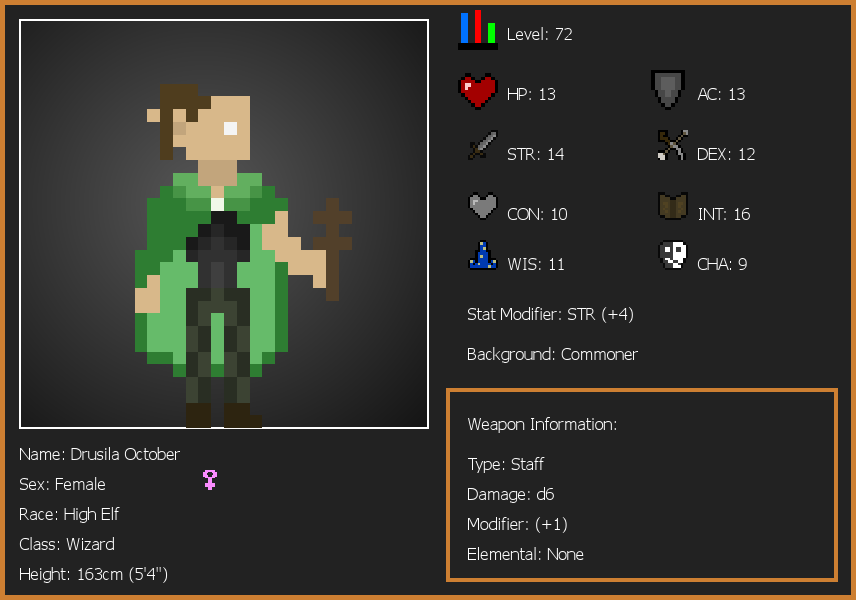 Level: 72
HP: 13
AC: 13
STR: 14
DEX: 12
CON: 10
INT: 16
WIS: 11
CHA: 9
Stat Modifier: STR (+4)
Background: Commoner
Weapon Information:
Type: Staff
Damage: d6
Modifier: (+1)
Elemental: None
Name: Drusila October
Sex: Female
Race: High Elf
Class: Wizard
Height: 163cm (5'4")